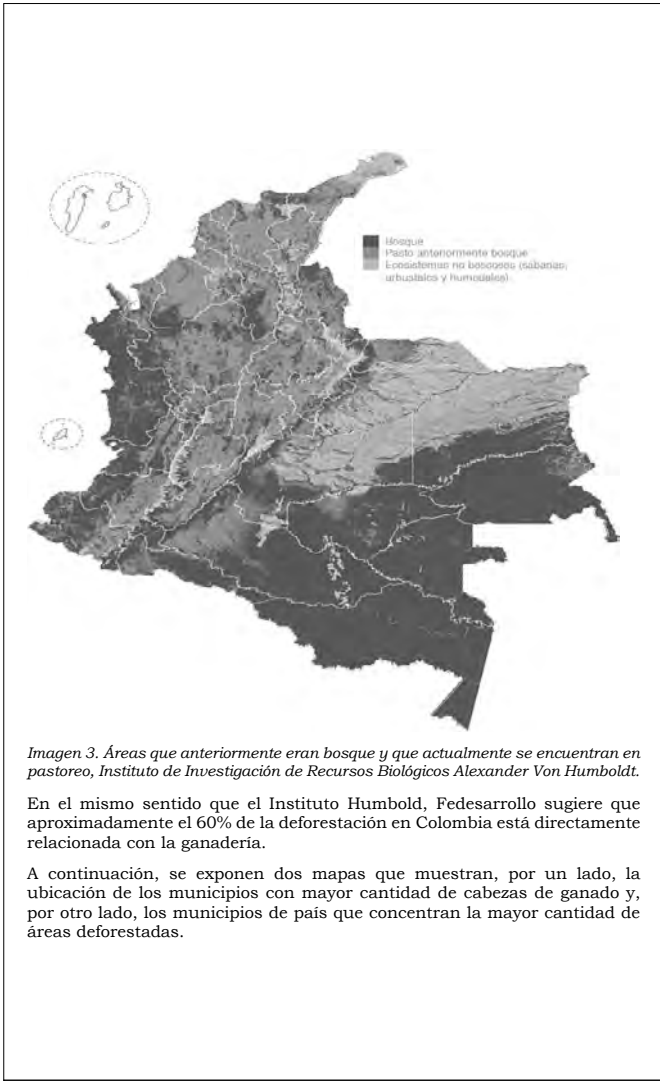 Bosque
Pasto anteriormente bosque
Ecosistemas no boscosos (sabanas,
arbustales y humedales)
Imagen 3. Áreas que anteriormente eran bosque y que actualmente se encuentran en
pastoreo, Instituto de Investigación de Recursos Biológicos Alexander Von Humboldt.
En el mismo sentido que el Instituto Humbold, Fedesarrollo sugiere que
aproximadamente el 60% de la deforestación en Colombia está directamente
relacionada con la ganadería.
A continuación, se exponen dos mapas que muestran, por un lado, la
ubicación de los municipios con mayor cantidad de cabezas de ganado y,
por otro lado, los municipios de país que concentran la mayor cantidad de
áreas deforestadas.